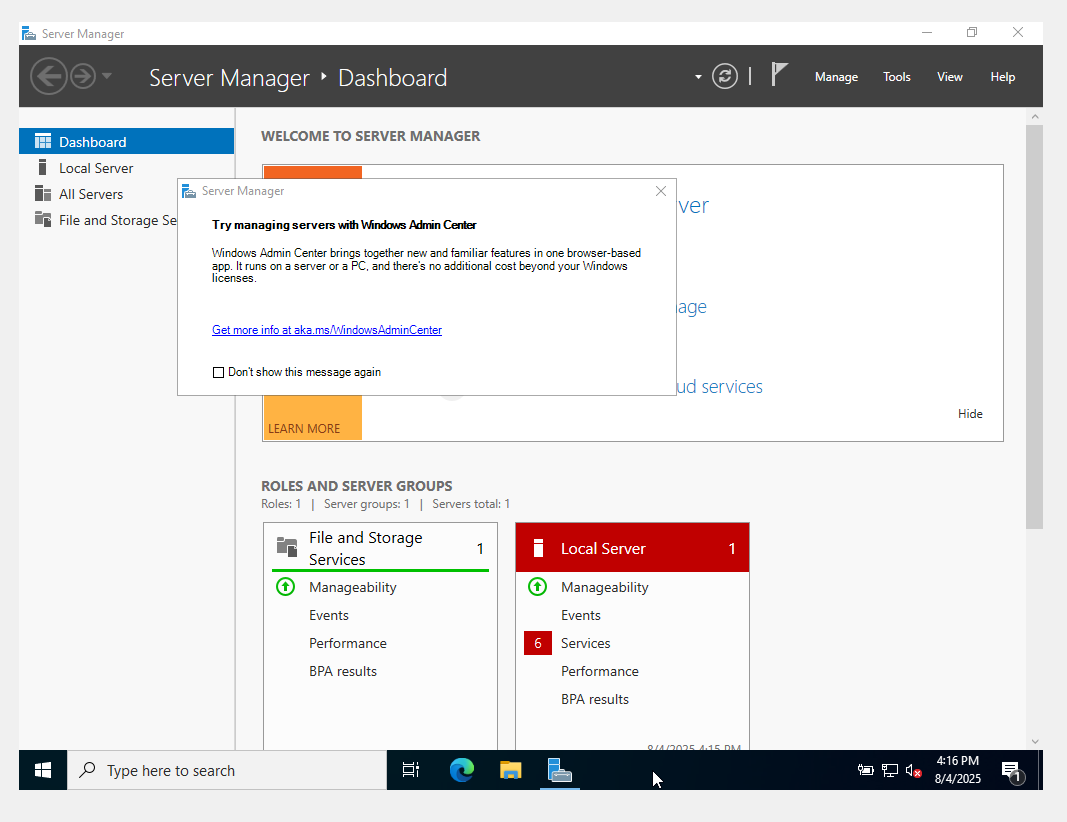 Server Manager
Server Manager
Dashboard
Manage
Tools
View
Help
Dashboard
Local Server
All Servers
File and Storage Se
WELCOME TO SERVER MANAGER
Server Manager
Try managing servers with Windows Admin Center
Windows Admin Center brings together new and familiar features in one browser-based
app. It runs on a server or a PC, and there's no additional cost beyond your Windows
licenses.
Get more info at aka.ms/WindowsAdminCenter
Don't show this message again
ver
nage
ud services
LEARN MORE
Hide
ROLES AND SERVER GROUPS
Roles: 1 | Server groups: 1 | Servers total: 1
File and Storage
Services
1
Manageability
Events
Performance
BPA results
Local Server
1
Manageability
Events
6
Services
Performance
BPA results
8/4/2025 4:15 PM
Type here to search
4:16 PM
8/4/2025
1